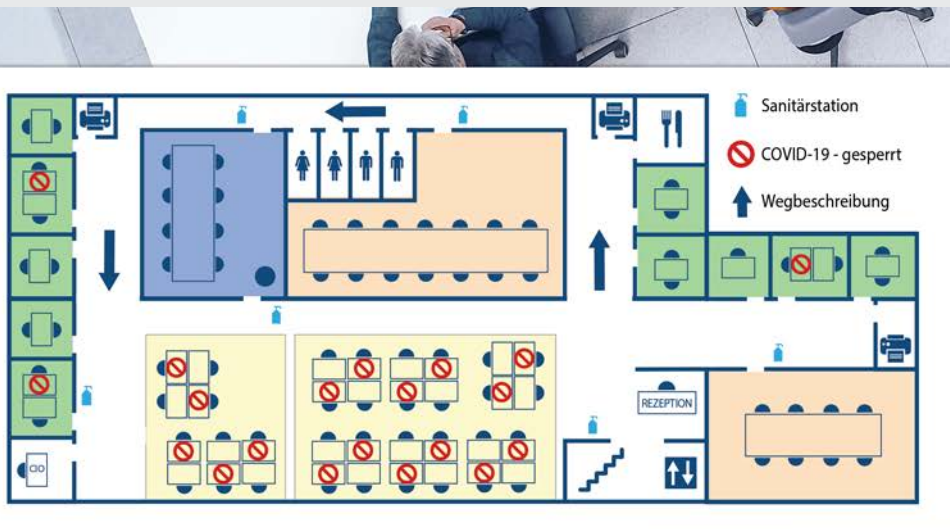 Sanitärstation
COVID-19 - gesperrt
Wegbeschreibung
REZEPTION
CIO